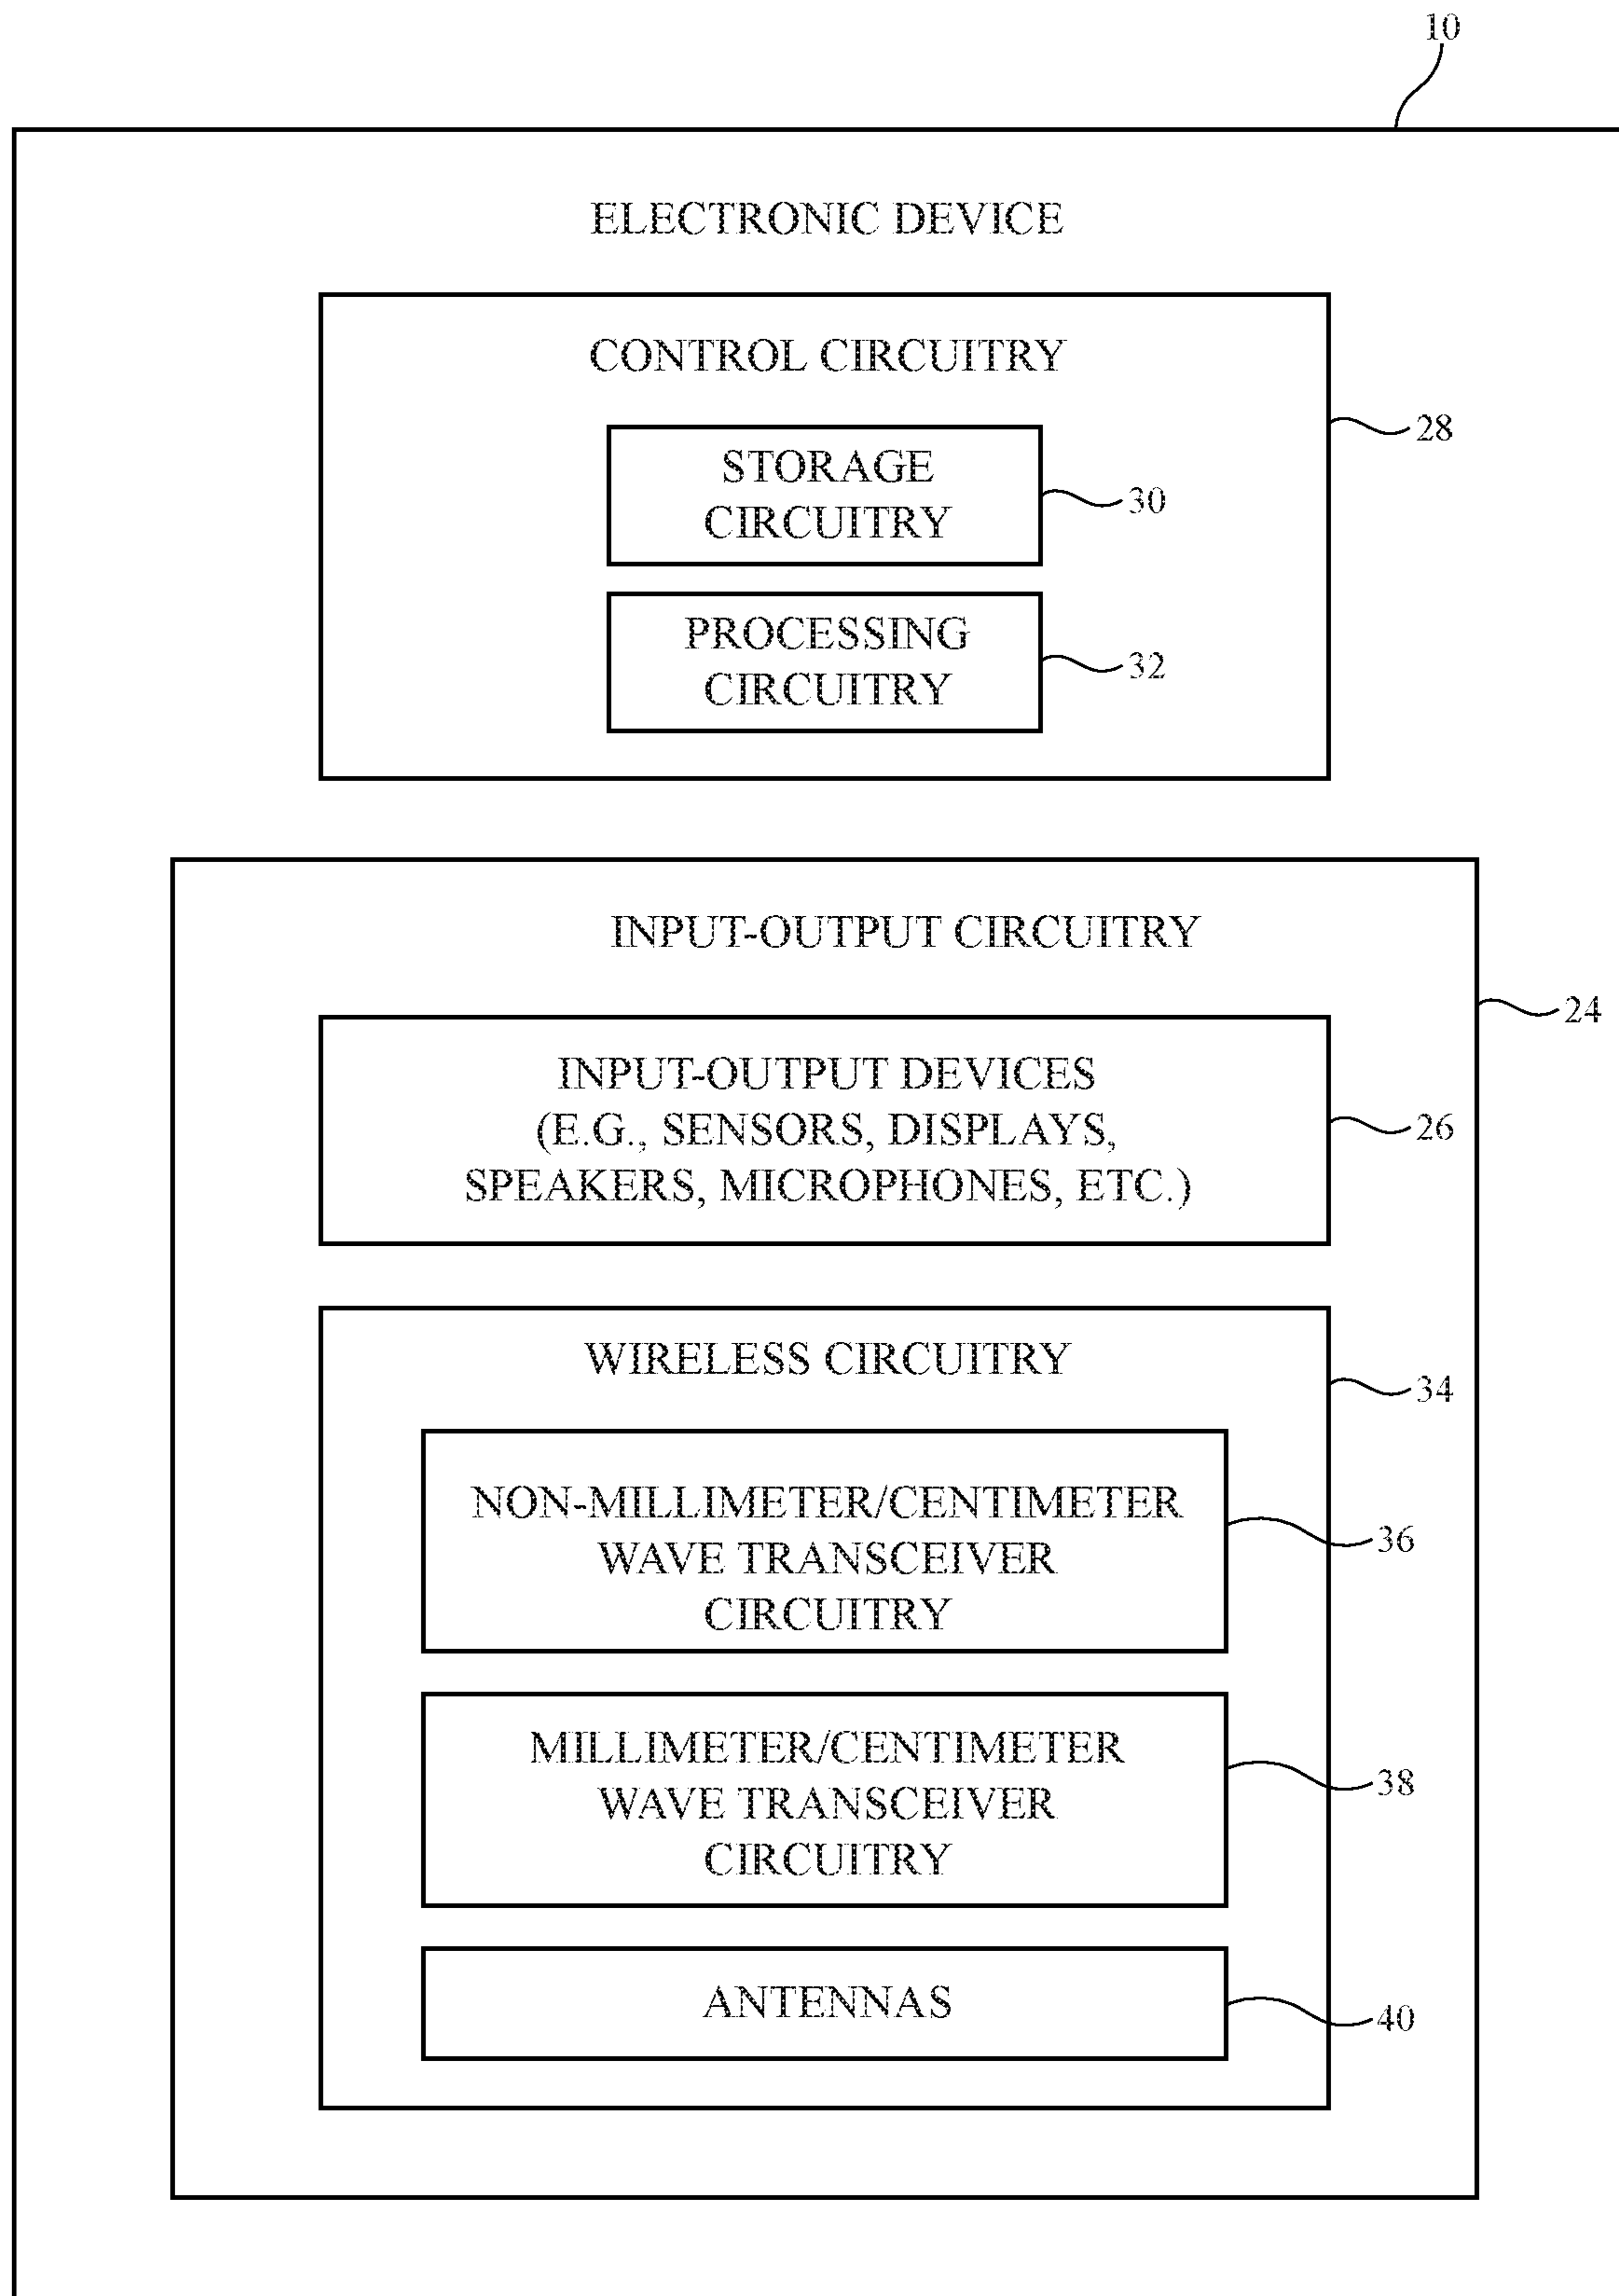 10
ELECTRONIC DEVICE
CONTROL CIRCUITRY
28
STORAGE
CIRCUITRY
30
PROCESSING
CIRCUITRY
32
INPUT-OUTPUT CIRCUITRY
24
INPUT-OUTPUT DEVICES
(E.G., SENSORS, DISPLAYS,
SPEAKERS, MICROPHONES, ETC.)
26
WIRELESS CIRCUITRY
34
NON-MILLIMETER/CENTIMETER
WAVE TRANSCEIVER
CIRCUITRY
36
MILLIMETER/CENTIMETER
WAVE TRANSCEIVER
CIRCUITRY
38
ANTENNAS
40